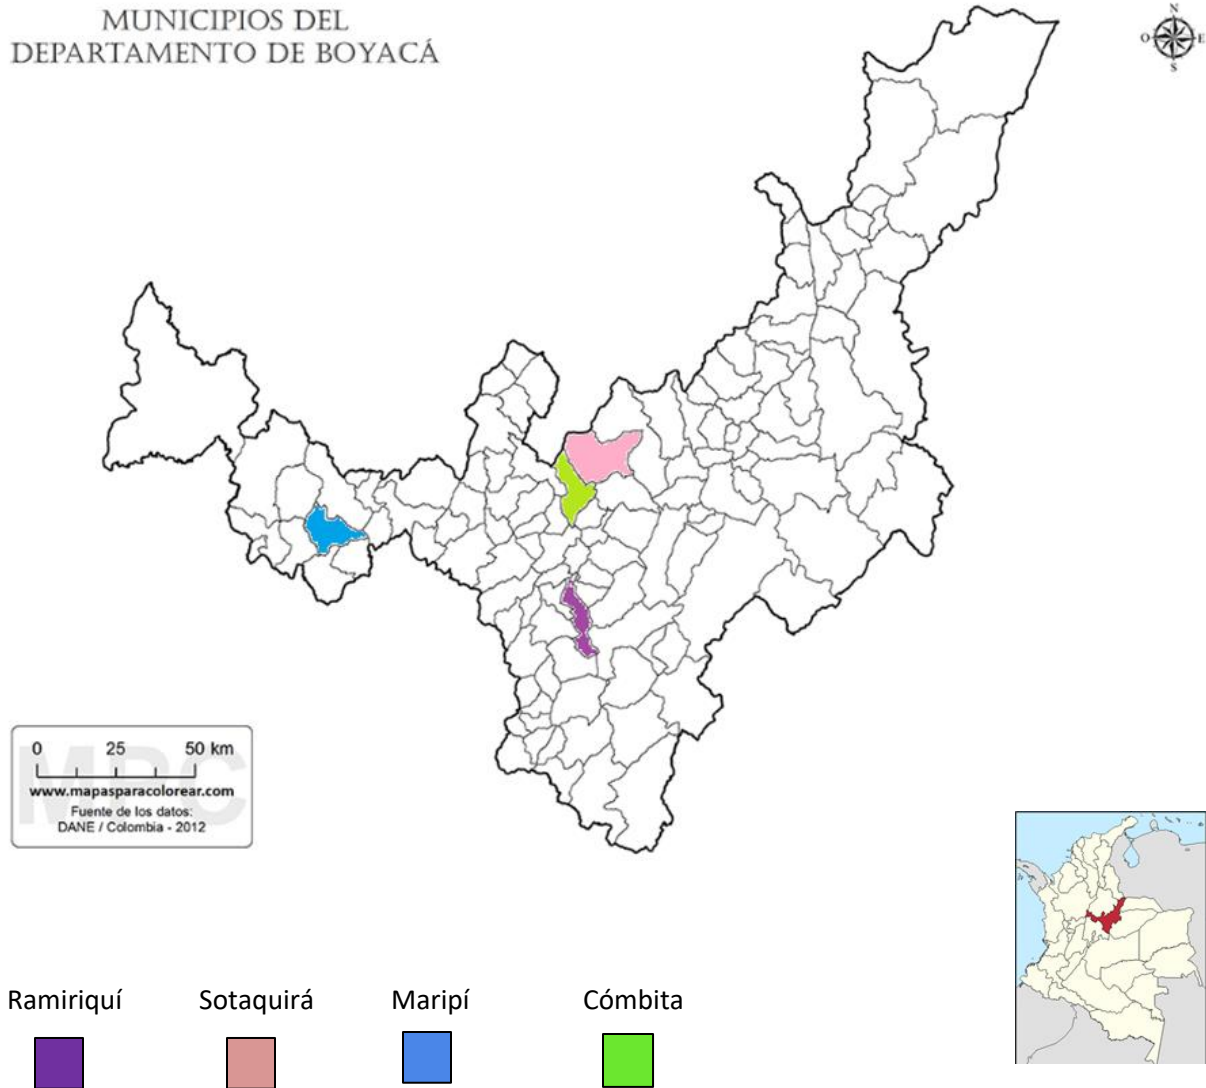 MUNICIPIOS DEL
DEPARTAMENTO DE BOYACÁ
N
O E
S
0 25 50 km
MPC
www.mapasparacolorear.com
Fuente de los datos:
DANE / Colombia - 2012
Ramiriquí Sotaquirá Maripí Cómbita